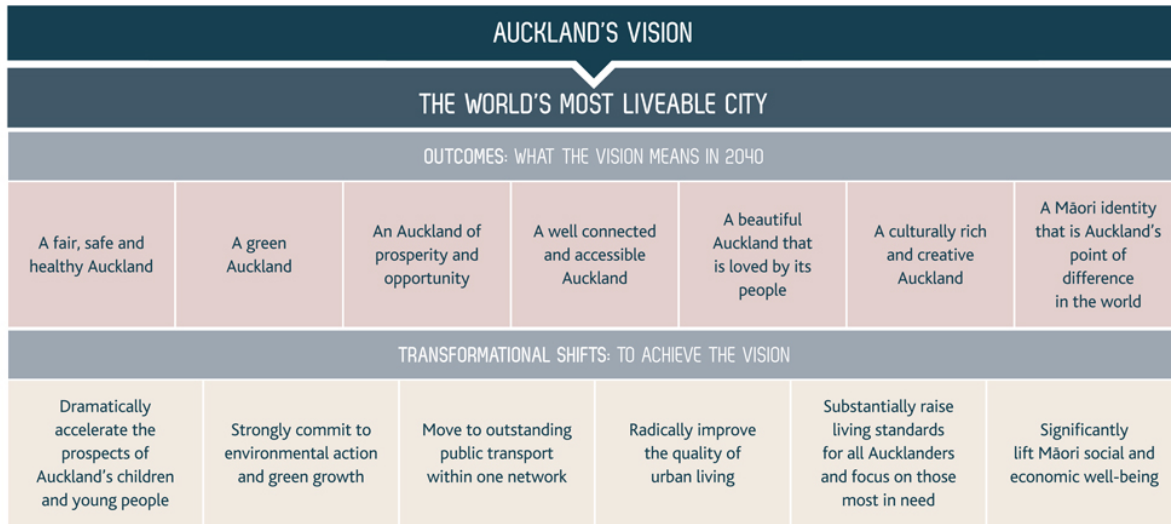 AUCKLAND'S VISION
THE WORLD'S MOST LIVEABLE CITY
OUTCOMES: WHAT THE VISION MEANS IN 2040
A fair, safe and
healthy Auckland
A green
Auckland
An Auckland of
prosperity and
opportunity
A well connected
and accessible
Auckland
A beautiful
Auckland that
is loved by its
people
A culturally rich
and creative
Auckland
A Māori identity
that is Auckland's
point of
difference
in the world
TRANSFORMATIONAL SHIFTS: TO ACHIEVE THE VISION
Dramatically
accelerate the
prospects of
Auckland's children
and young people
Strongly commit to
environmental action
and green growth
Move to outstanding
public transport
within one network
Radically improve
the quality of
urban living
Substantially raise
living standards
for all Aucklanders
and focus on those
most in need
Significantly
lift Māori social and
economic well-being